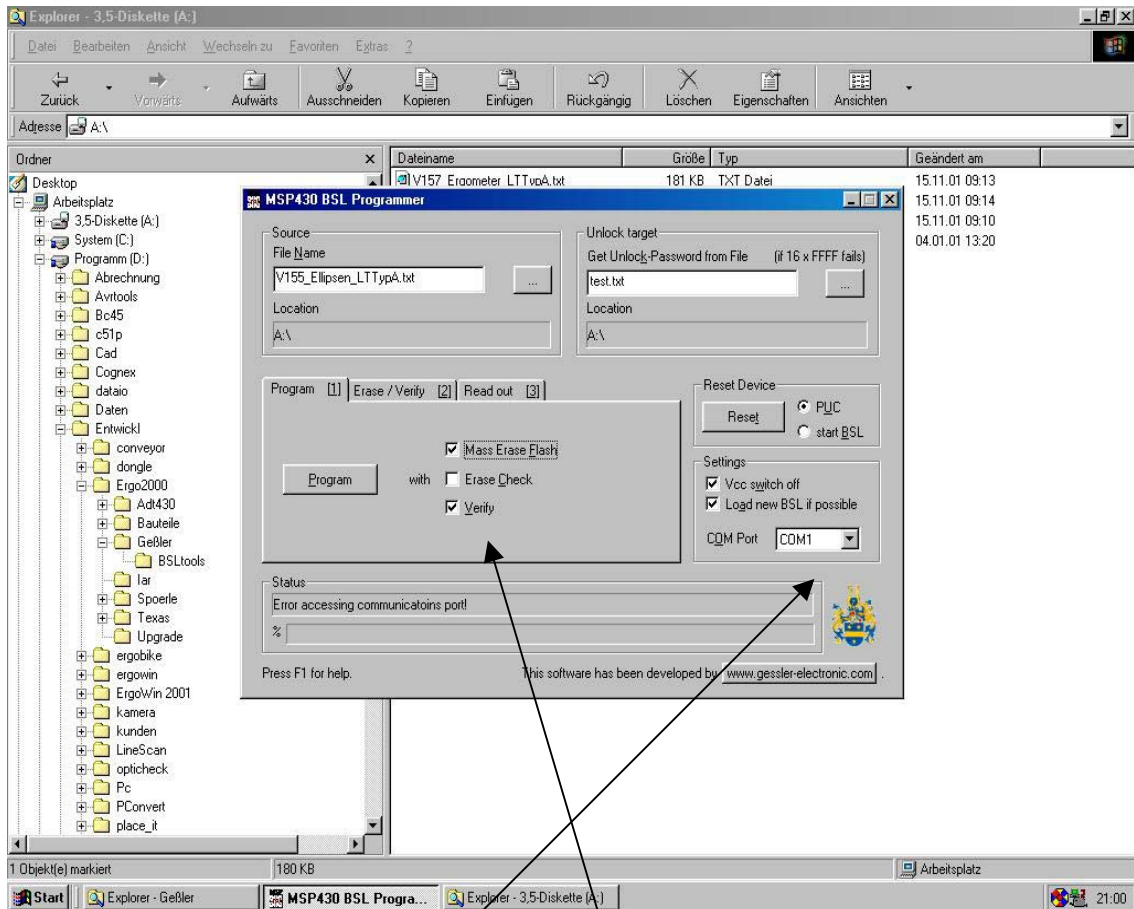 Explorer - 3,5-Diskette (A:)
Datei Bearbeiten Ansicht Wechseln zu Favoriten Extras ?
Zurück Vorwärts Aufwärts Ausschneiden Kopieren Einfügen Rückgängig Löschen Eigenschaften Ansichten
Adresse A:\
Ordner x
Dateiname Größe Typ Geändert am
Desktop
Arbeitsplatz
3,5-Diskette (A:)
System (C:)
Programm (D:)
Abrechnung
Avrtools
Bc45
c51p
Cad
Cognex
dataio
Daten
Entwickl
conveyor
dongle
Ergo2000
Adt430
Bauteile
Geßler
BSLtools
Iar
Spoerle
Texas
Upgrade
ergobike
ergowin
ErgoWin 2001
kamera
kunden
LineScan
opticheck
Pc
PConvert
place_it
V157_Ergometer_LTTypA.txt 181 KB TXT Datei 15.11.01 09:13
15.11.01 09:14
15.11.01 09:10
04.01.01 13:20
MSP430 BSL Programmer
Source
File Name
V155_Ellipsen_LTTypA.txt ...
Location
A:\
Unlock target
Get Unlock-Password from File (if 16 x FFFF fails)
test.txt ...
Location
A:\
Program [1] Erase / Verify [2] Read out [3]
Program with
Mass Erase Flash
Erase Check
Verify
Reset Device
Reset
PUC
start BSL
Settings
Vcc switch off
Load new BSL if possible
COM Port COM1
Status
Error accessing communicatoins port!
%
Press F1 for help. This software has been developed by www.gessler-electronic.com .
1 Objekt(e) markiert 180 KB Arbeitsplatz
Start Explorer - Geßler MSP430 BSL Progra... Explorer - 3,5-Diskette (A:) 21:00